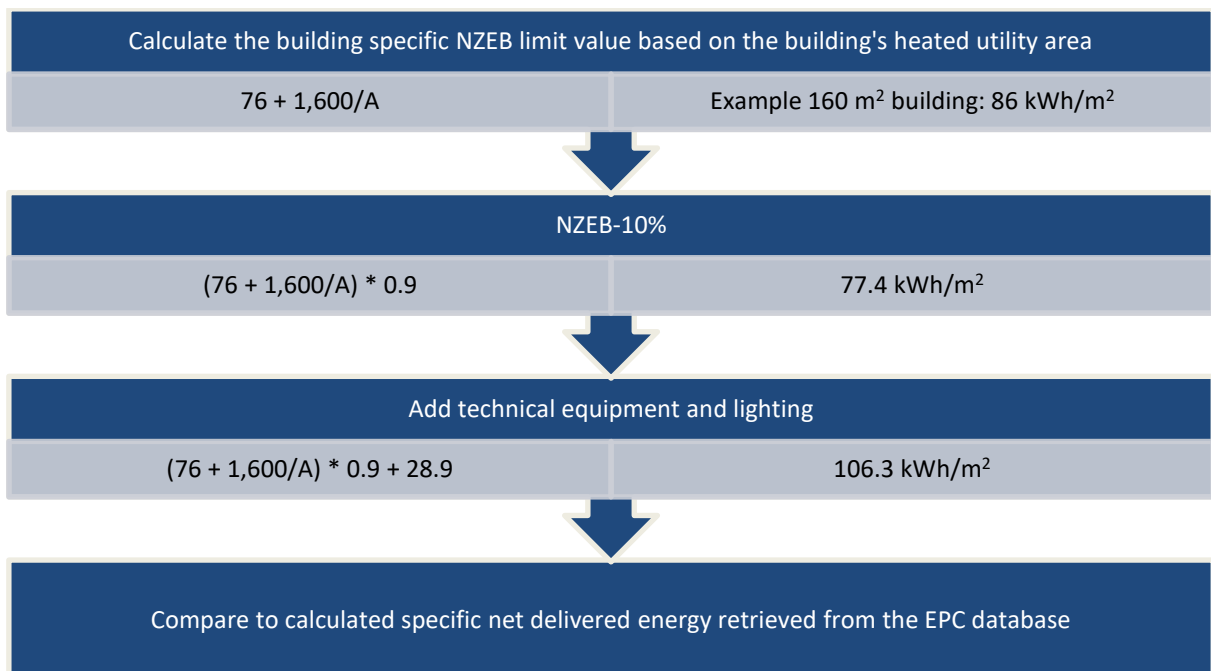 Calculate the building specific NZEB limit value based on the building's heated utility area
76 + 1,600/A
Example 160 m² building: 86 kWh/m²
NZEB-10%
(76 + 1,600/A) * 0.9
77.4 kWh/m²
Add technical equipment and lighting
(76 + 1,600/A) * 0.9 + 28.9
106.3 kWh/m²
Compare to calculated specific net delivered energy retrieved from the EPC database